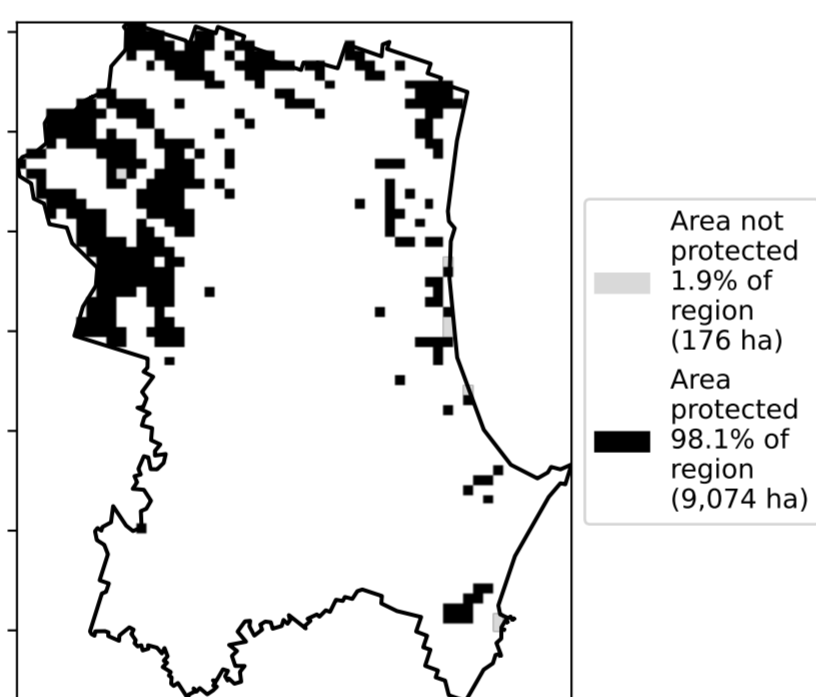 Area not
protected
1.9% of
region
(176 ha)
Area
protected
98.1% of
region
(9,074 ha)